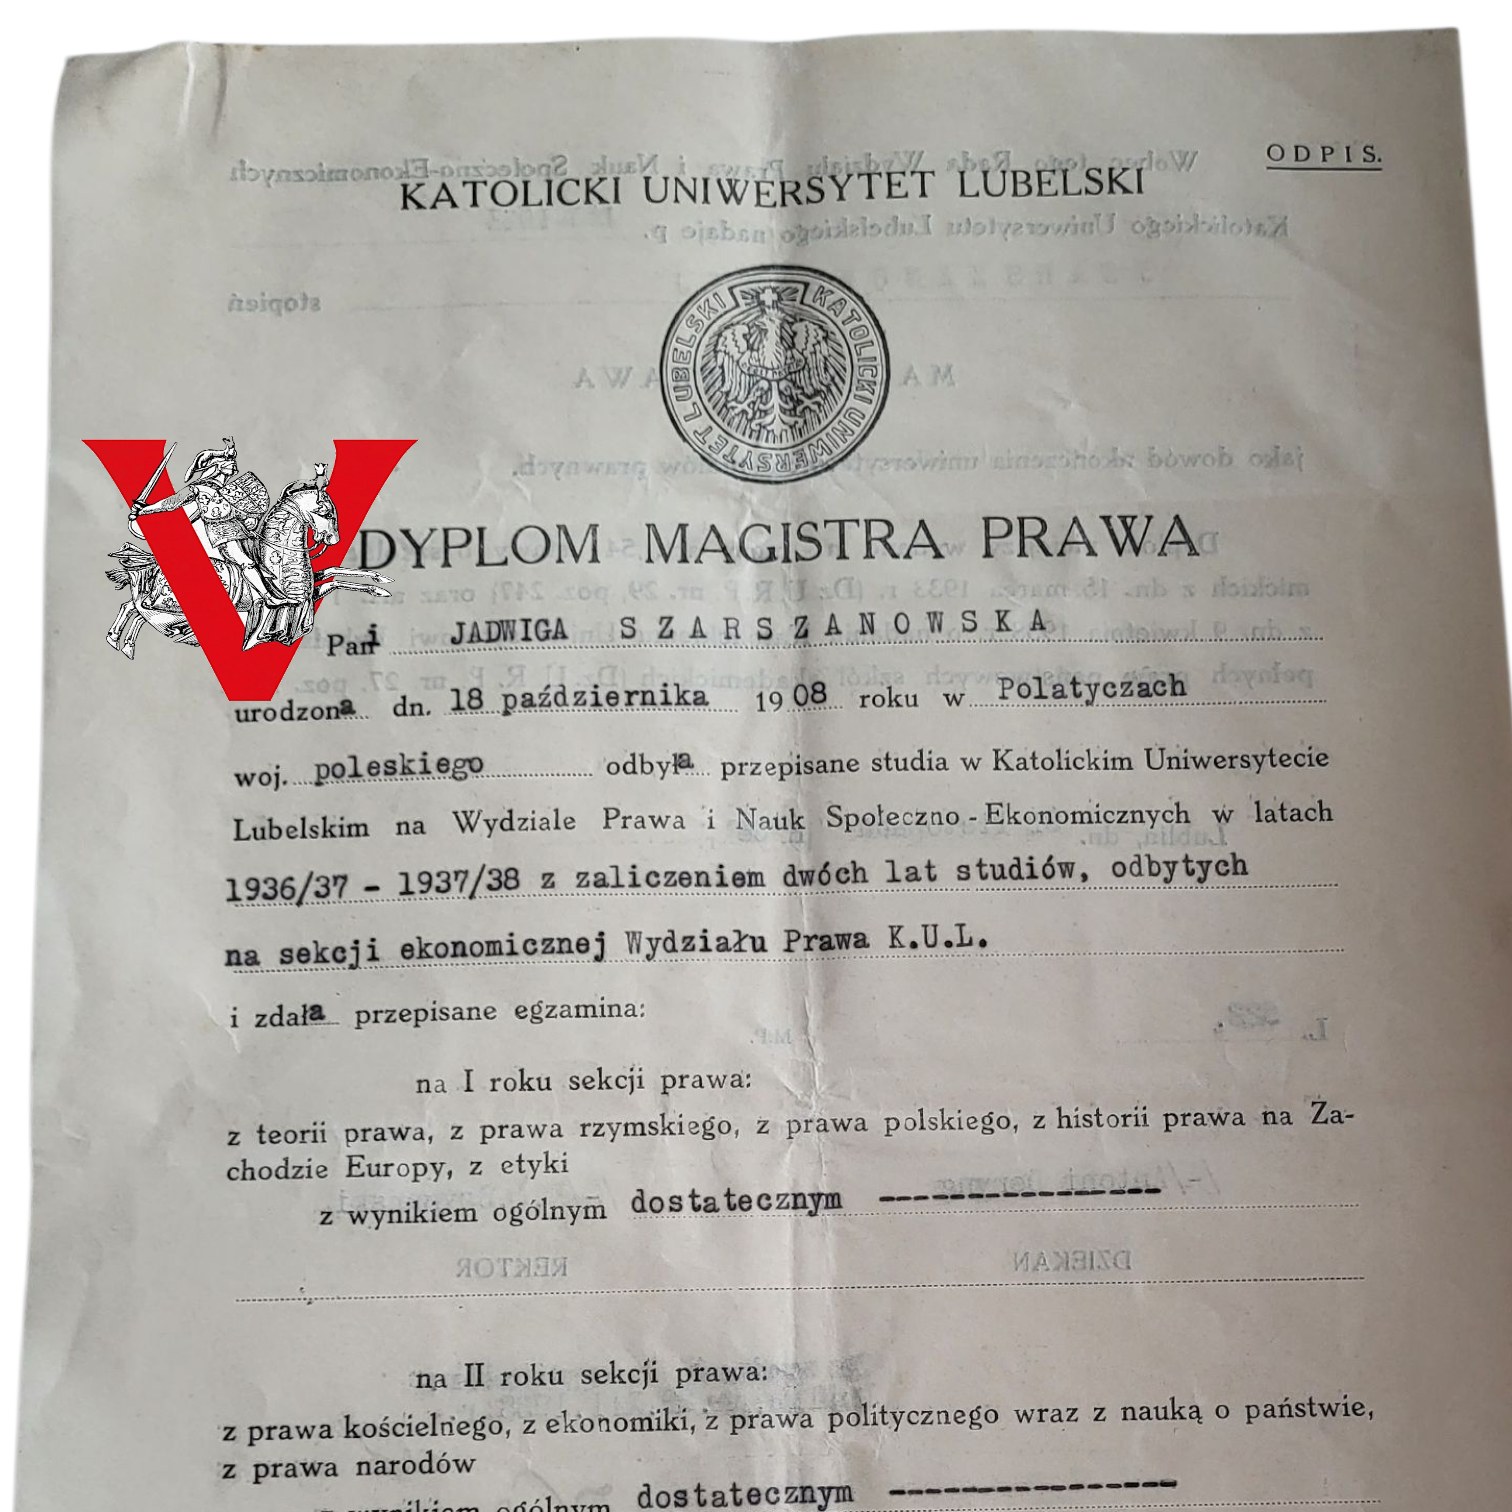 ODPIS.
KATOLICKI UNIWERSYTET LUBELSKI
KATOLICKI UNIWERSYTET LUBELSKI
V
DYPLOM MAGISTRA PRAWA
Pani JADWIGA SZARSZANOWSKA
urodzona dn. 18 października 1908 roku w Polatyczach
woj. poleskiego odbyła przepisane studia w Katolickim Uniwersytecie
Lubelskim na Wydziale Prawa i Nauk Społeczno-Ekonomicznych w latach
1936/37 - 1937/38 z zaliczeniem dwóch lat studiów, odbytych
na sekcji ekonomicznej Wydziału Prawa K.U.L.
i zdała przepisane egzamina:
na I roku sekcji prawa:
z teorii prawa, z prawa rzymskiego, z prawa polskiego, z historii prawa na Za-
chodzie Europy, z etyki
z wynikiem ogólnym dostatecznym ----------------
na II roku sekcji prawa:
z prawa kościelnego, z ekonomiki, z prawa politycznego wraz z nauką o państwie,
z prawa narodów
z wynikiem ogólnym dostatecznym ----------------